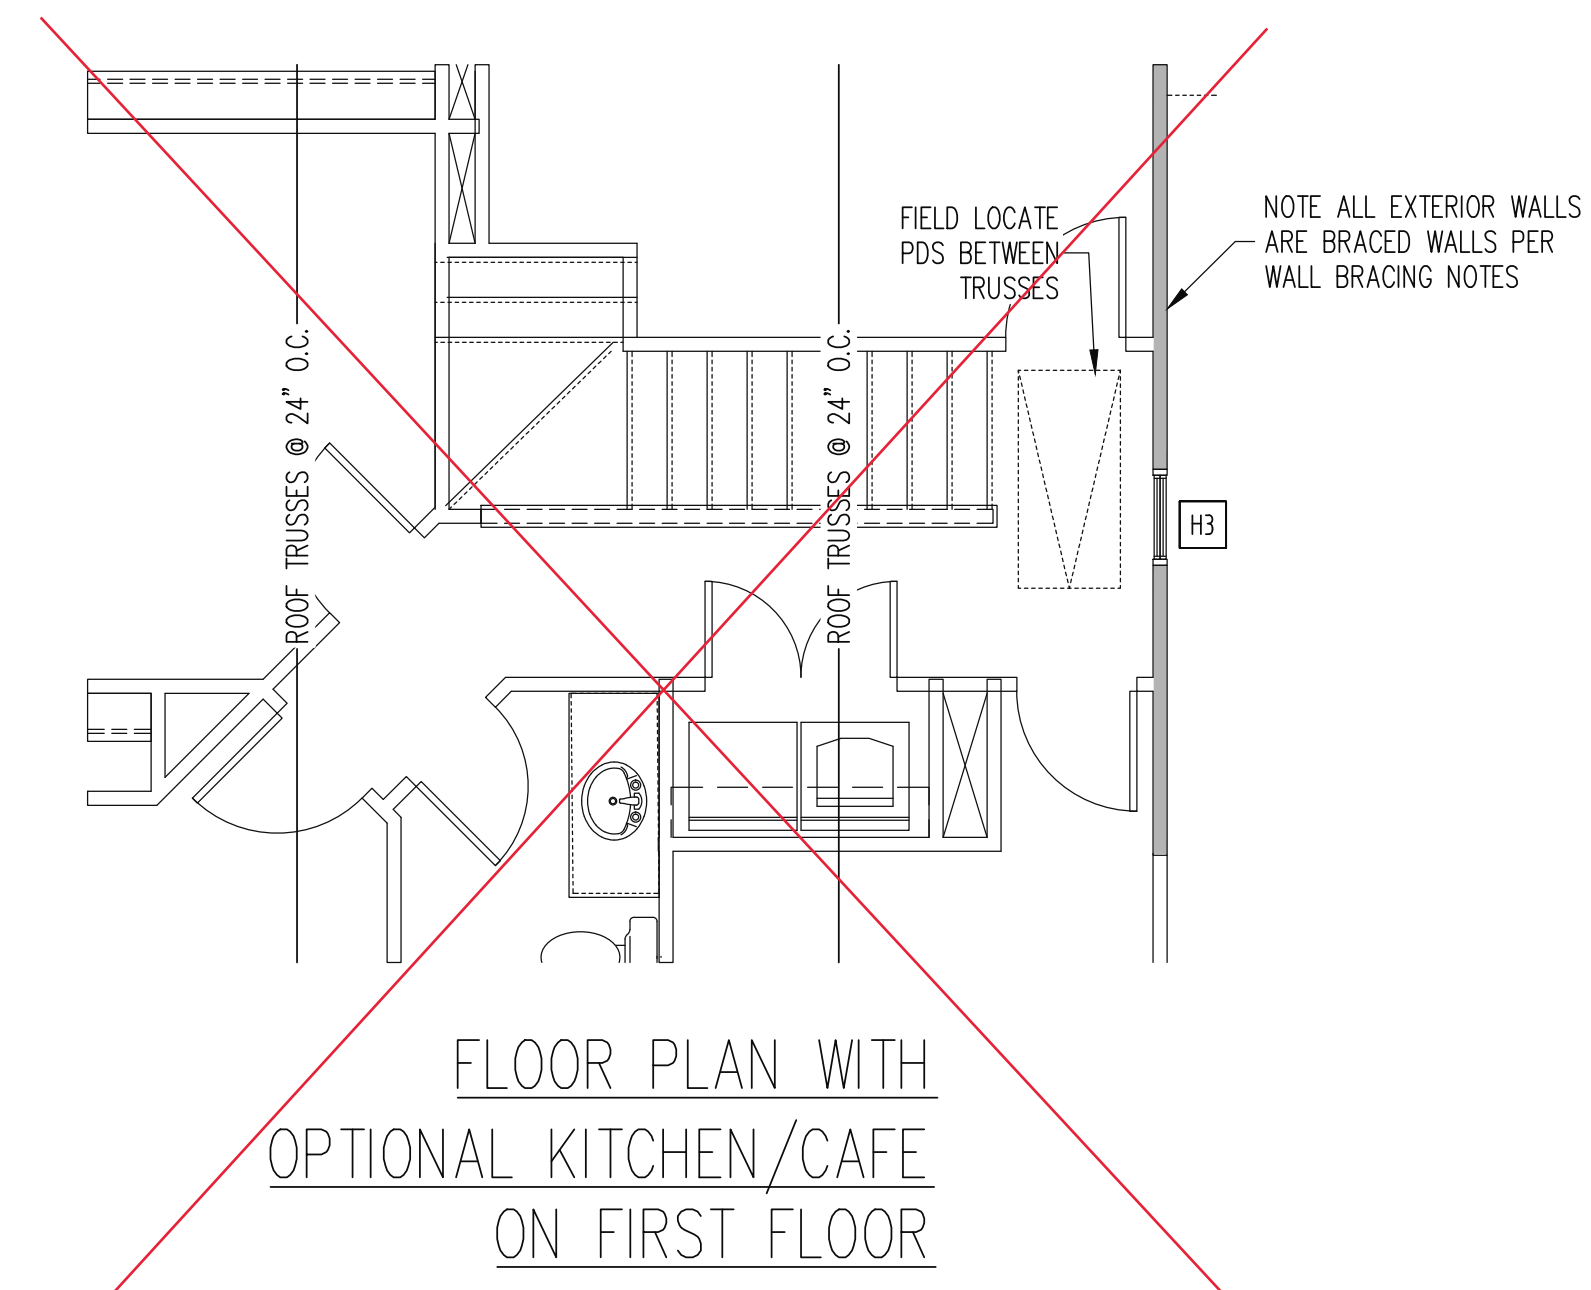 FIELD LOCATE
PDS BETWEEN
TRUSSES
NOTE ALL EXTERIOR WALLS
ARE BRACED WALLS PER
WALL BRACING NOTES
ROOF TRUSSES @ 24" O.C.
ROOF TRUSSES @ 24" O.C.
H3
FLOOR PLAN WITH
OPTIONAL KITCHEN/CAFE
ON FIRST FLOOR